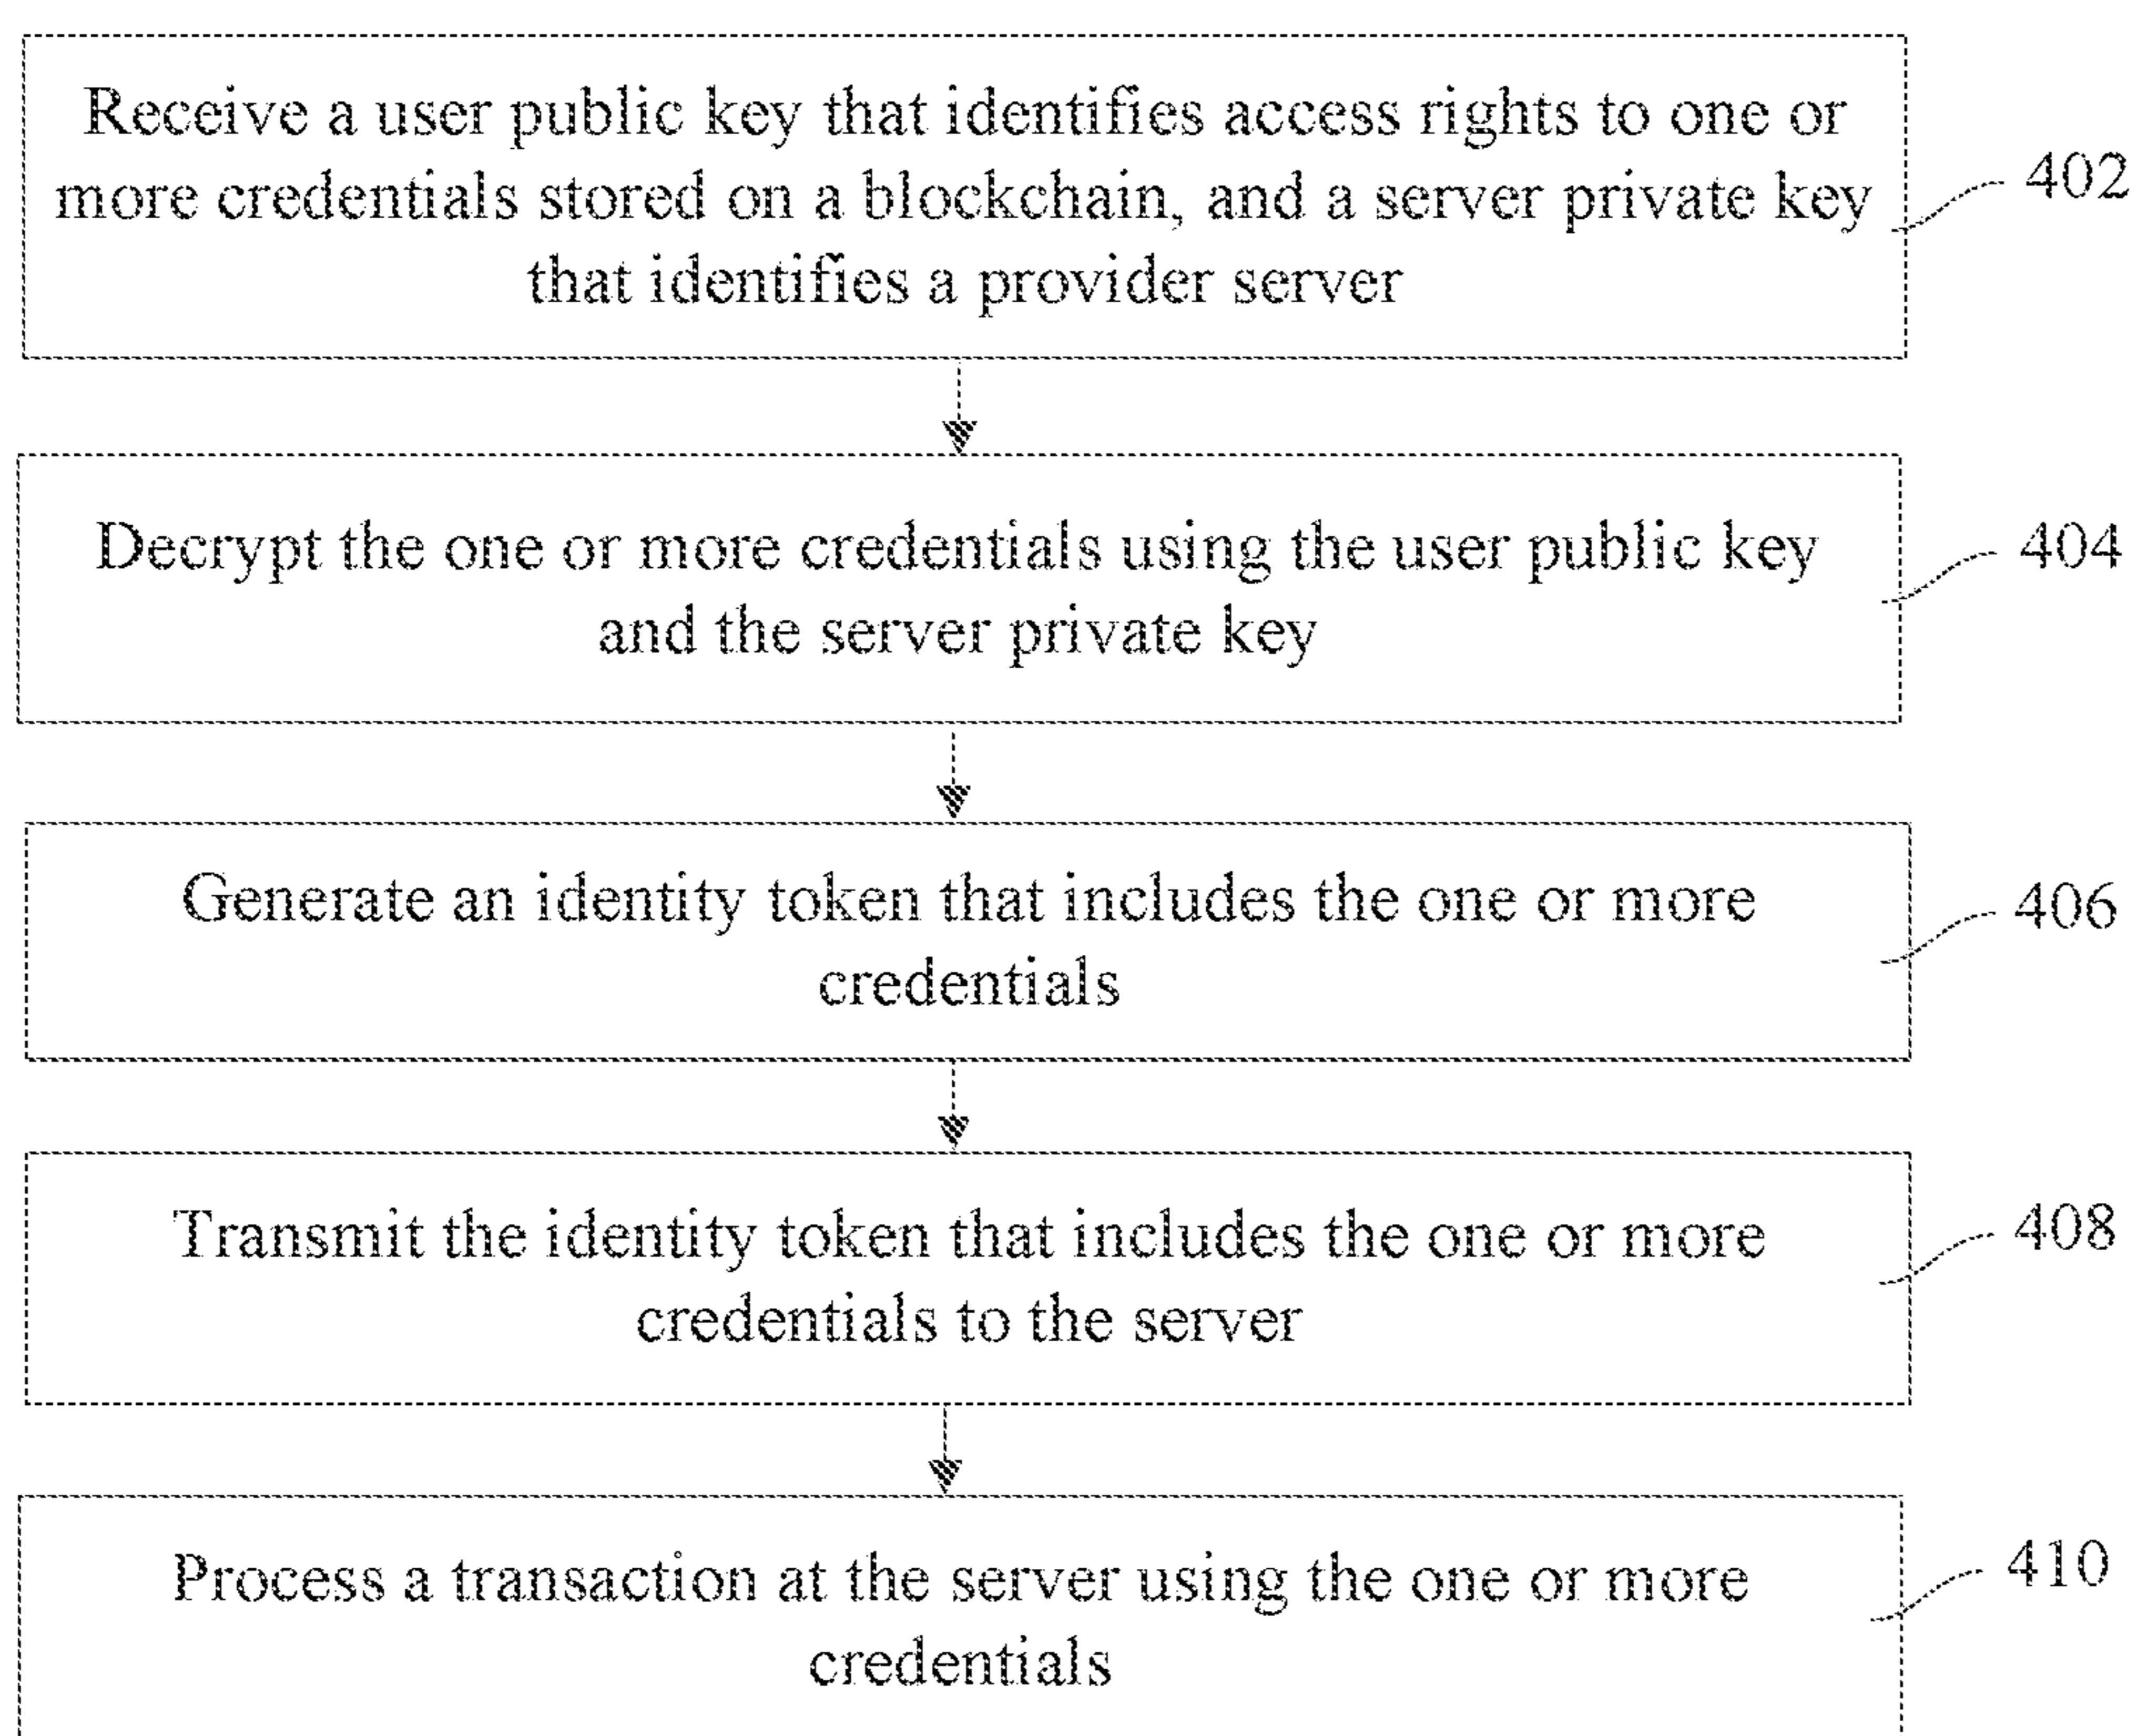 Receive a user public key that identifies access rights to one or
more credentials stored on a blockchain, and a server private key
that identifies a provider server
402
Decrypt the one or more credentials using the user public key
and the server private key
404
Generate an identity token that includes the one or more
credentials
406
Transmit the identity token that includes the one or more
credentials to the server
408
Process a transaction at the server using the one or more
credentials
410